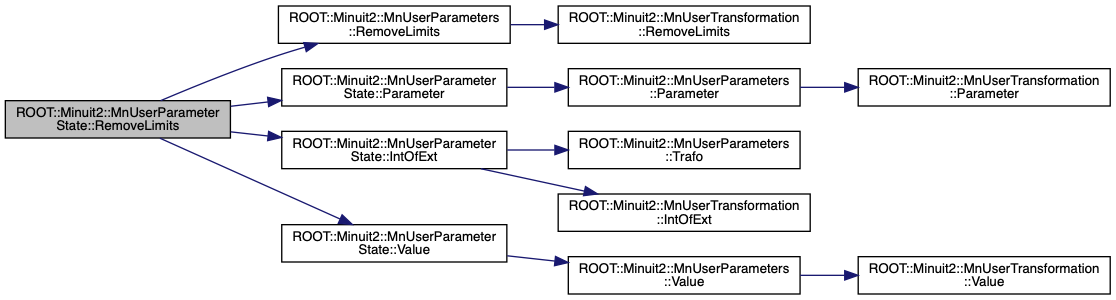 ROOT::Minuit2::MnUserParameters
::RemoveLimits
ROOT::Minuit2::MnUserTransformation
::RemoveLimits
ROOT::Minuit2::MnUserParameter
State::Parameter
ROOT::Minuit2::MnUserParameters
::Parameter
ROOT::Minuit2::MnUserTransformation
::Parameter
ROOT::Minuit2::MnUserParameter
State::RemoveLimits
ROOT::Minuit2::MnUserParameter
State::IntOfExt
ROOT::Minuit2::MnUserParameters
::Trafo
ROOT::Minuit2::MnUserTransformation
::IntOfExt
ROOT::Minuit2::MnUserParameter
State::Value
ROOT::Minuit2::MnUserParameters
::Value
ROOT::Minuit2::MnUserTransformation
::Value